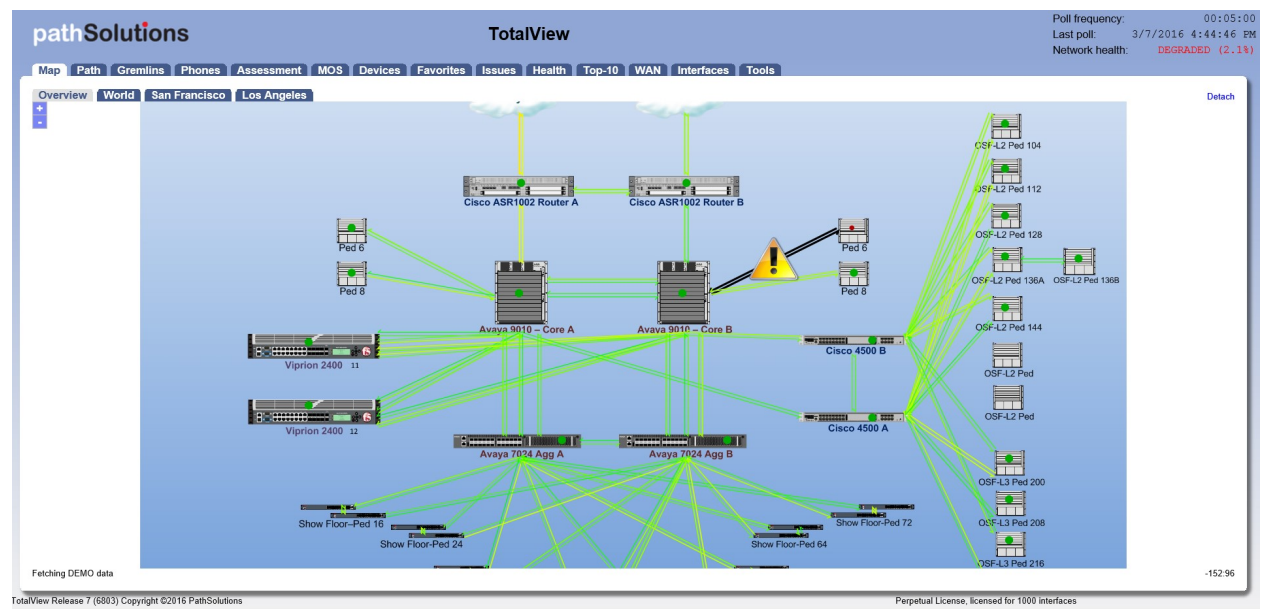 pathSolutions
TotalView
Poll frequency: 00:05:00
Last poll: 3/7/2016 4:44:46 PM
Network health: DEGRADED (2.1%)
Map Path Gremlins Phones Assessment MOS Devices Favorites Issues Health Top-10 WAN Interfaces Tools
Overview World San Francisco Los Angeles
Detach
+
-
OSF-L2 Ped 104
OSF-L2 Ped 112
Cisco ASR1002 Router A
Cisco ASR1002 Router B
OSF-L2 Ped 128
Ped 6
Ped 6
OSF-L2 Ped 136A
OSF-L2 Ped 136B
Ped 8
Ped 8
Avaya 9010 – Core A
Avaya 9010 – Core B
OSF-L2 Ped 144
Cisco 4500 B
Viprion 2400 11
OSF-L2 Ped
OSF-L2 Ped
Cisco 4500 A
Viprion 2400 12
Avaya 7024 Agg A
Avaya 7024 Agg B
OSF-L3 Ped 200
Show Floor–Ped 16
Show Floor-Ped 72
OSF-L3 Ped 208
Show Floor-Ped 24
Show Floor-Ped 64
OSF-L3 Ped 216
Fetching DEMO data
-152:96
TotalView Release 7 (6803) Copyright ©2016 PathSolutions
Perpetual License, licensed for 1000 interfaces